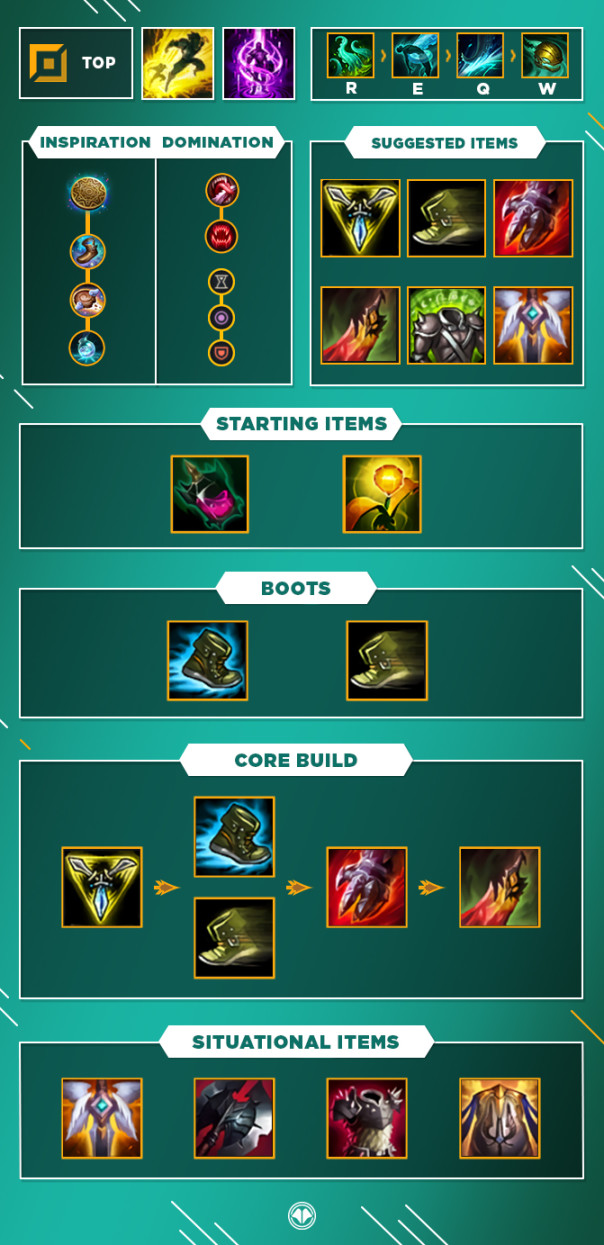 TOP
R E Q W
INSPIRATION DOMINATION
SUGGESTED ITEMS
STARTING ITEMS
BOOTS
CORE BUILD
SITUATIONAL ITEMS